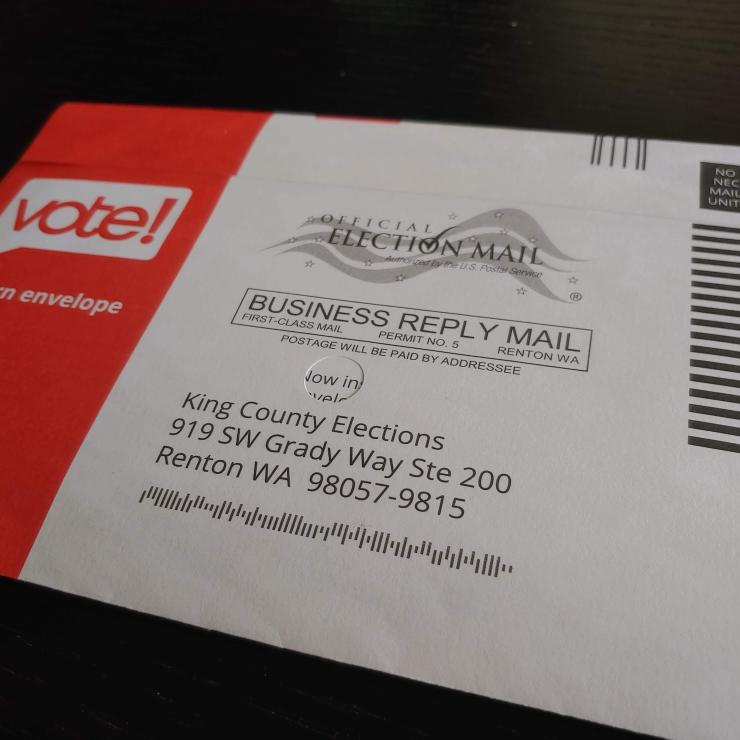 vote!
envelope
OFFICIAL
ELECTION MAIL
Authorized by the U.S. Postal Service
®
BUSINESS REPLY MAIL
FIRST-CLASS MAIL PERMIT NO. 5 RENTON WA
POSTAGE WILL BE PAID BY ADDRESSEE
in
King County Elections
919 SW Grady Way Ste 200
Renton WA 98057-9815
NO
NEC
MAIL
UNIT